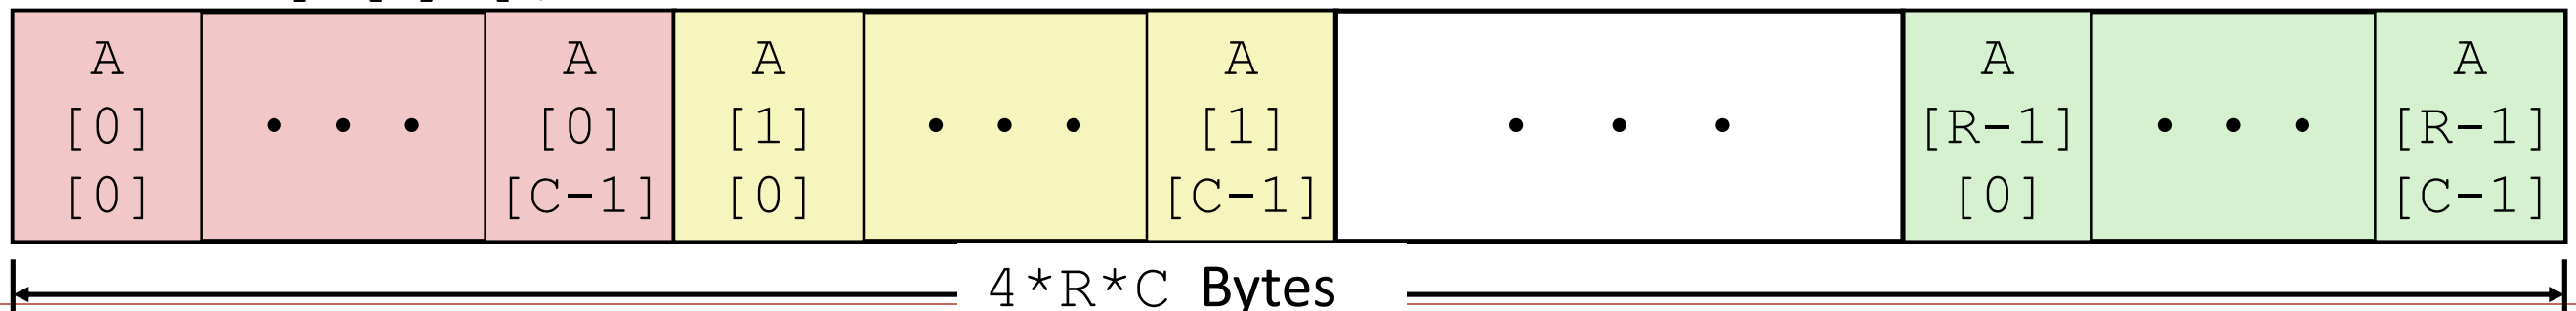 A A A A A A
[0] • • • [0] [1] • • • [1] • • • [R-1] • • • [R-1]
[0] [C-1] [0] [C-1] [0] [C-1]
4*R*C Bytes